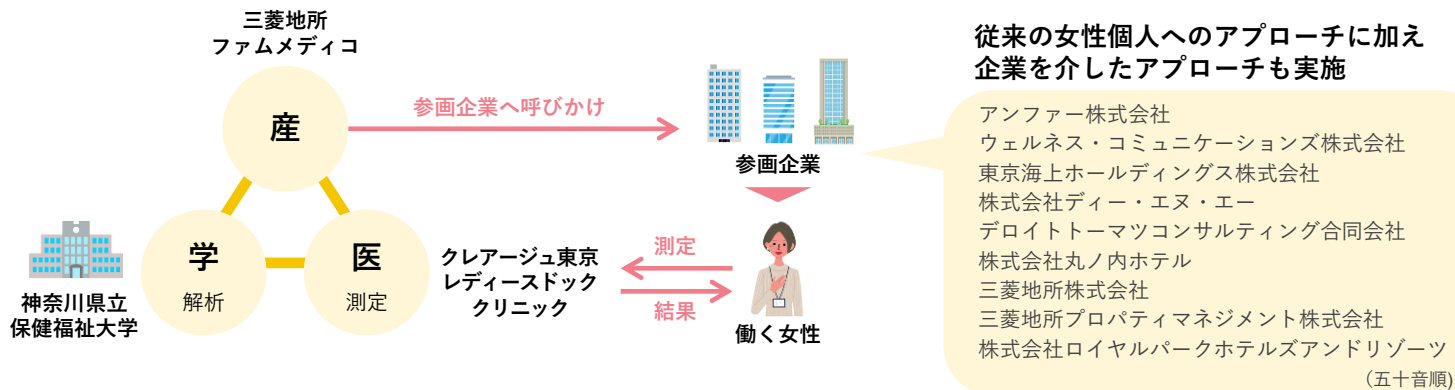 三菱地所
ファムメディコ
産
参画企業へ呼びかけ
参画企業
学
解析
医
測定
神奈川県立
保健福祉大学
クレアージュ東京
レディースドック
クリニック
測定
結果
働く女性
従来の女性個人へのアプローチに加え
企業を介したアプローチも実施
アンファー株式会社
ウェルネス・コミュニケーションズ株式会社
東京海上ホールディングス株式会社
株式会社ディー・エヌ・エー
デロイトトーマツコンサルティング合同会社
株式会社丸ノ内ホテル
三菱地所株式会社
三菱地所プロパティマネジメント株式会社
株式会社ロイヤルパークホテルズアンドリゾーツ
(五十音順)